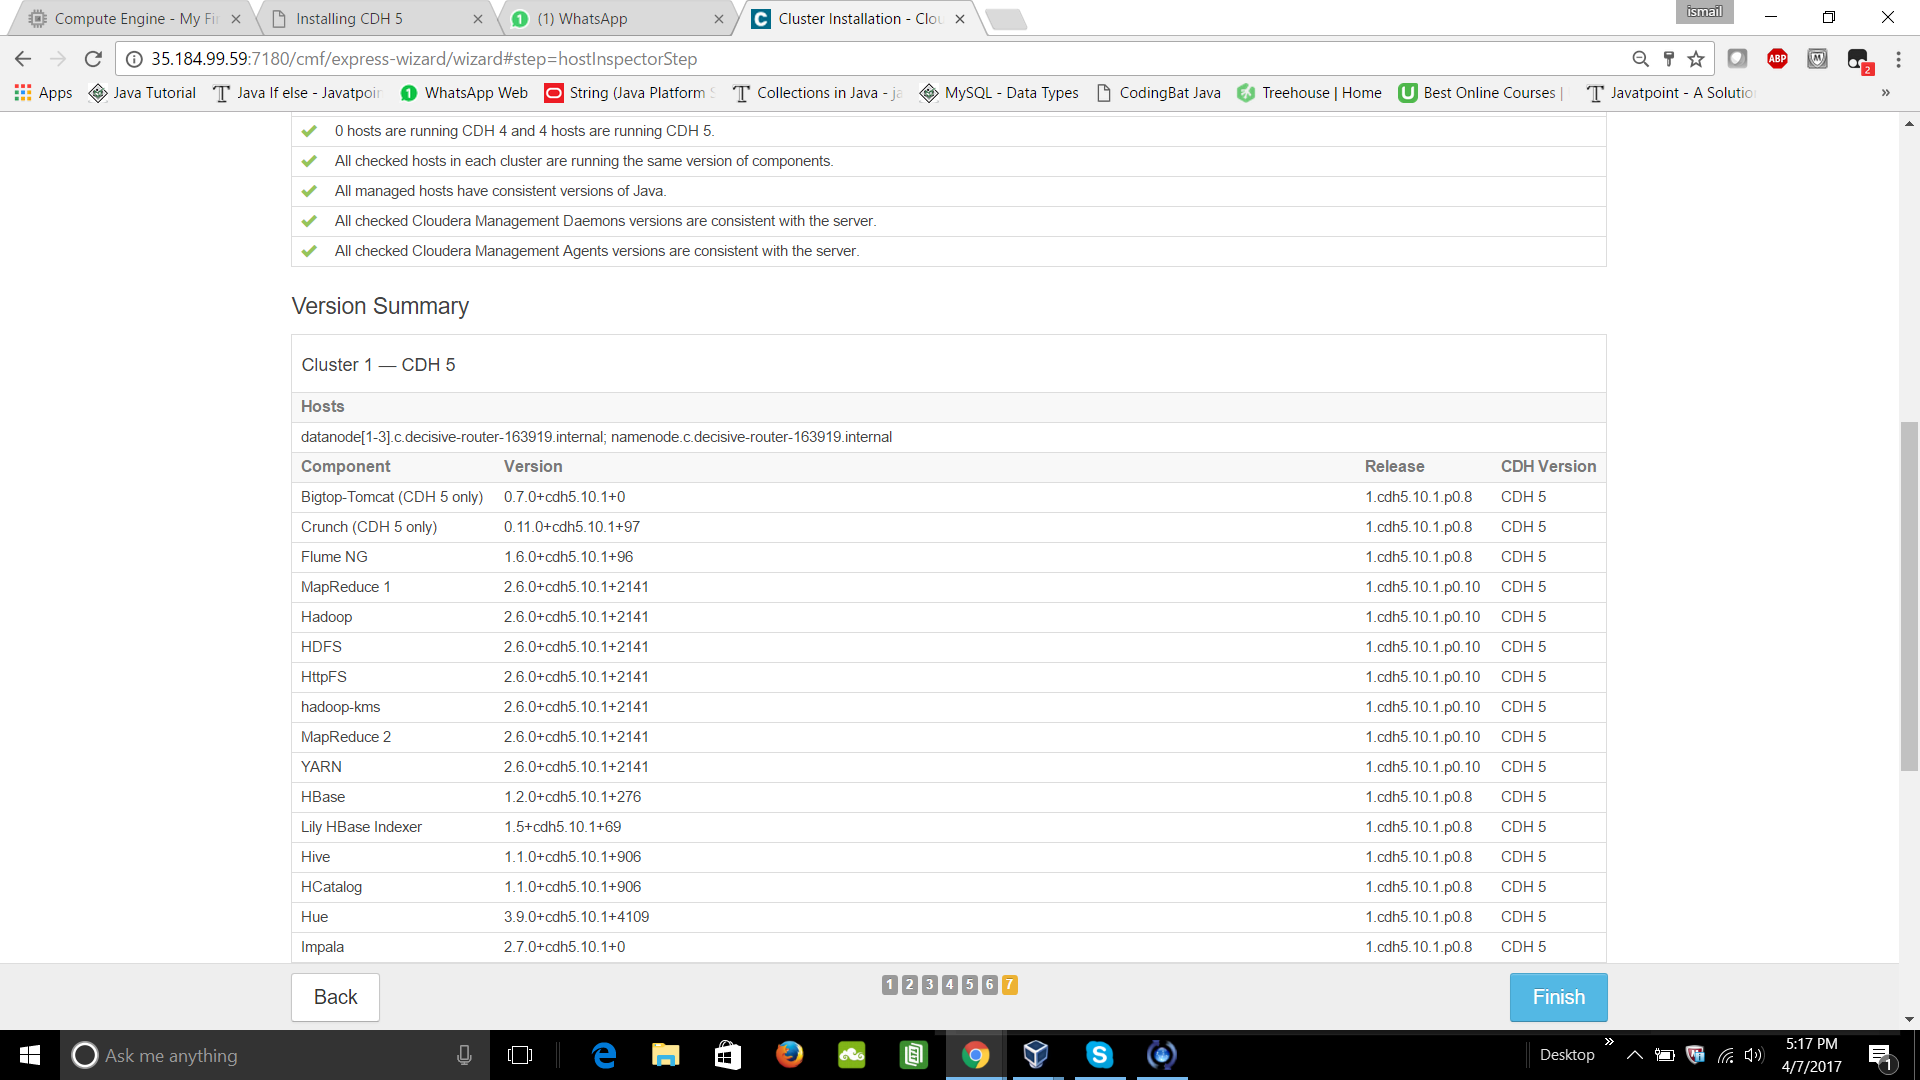 Compute Engine - My Fi
Installing CDH 5
(1) WhatsApp
Cluster Installation - Clou
ismail
35.184.99.59:7180/cmf/express-wizard/wizard#step=hostInspectorStep
ABP
2
Apps
Java Tutorial
Java If else - Javatpoin
WhatsApp Web
String (Java Platform S
Collections in Java - ja
MySQL - Data Types
CodingBat Java
Treehouse | Home
Best Online Courses |
Javatpoint - A Solutio
»
0 hosts are running CDH 4 and 4 hosts are running CDH 5.
All checked hosts in each cluster are running the same version of components.
All managed hosts have consistent versions of Java.
All checked Cloudera Management Daemons versions are consistent with the server.
All checked Cloudera Management Agents versions are consistent with the server.
Version Summary
Cluster 1 — CDH 5
Hosts
datanode[1-3].c.decisive-router-163919.internal; namenode.c.decisive-router-163919.internal
Component Version Release CDH Version
Bigtop-Tomcat (CDH 5 only) 0.7.0+cdh5.10.1+0 1.cdh5.10.1.p0.8 CDH 5
Crunch (CDH 5 only) 0.11.0+cdh5.10.1+97 1.cdh5.10.1.p0.8 CDH 5
Flume NG 1.6.0+cdh5.10.1+96 1.cdh5.10.1.p0.8 CDH 5
MapReduce 1 2.6.0+cdh5.10.1+2141 1.cdh5.10.1.p0.10 CDH 5
Hadoop 2.6.0+cdh5.10.1+2141 1.cdh5.10.1.p0.10 CDH 5
HDFS 2.6.0+cdh5.10.1+2141 1.cdh5.10.1.p0.10 CDH 5
HttpFS 2.6.0+cdh5.10.1+2141 1.cdh5.10.1.p0.10 CDH 5
hadoop-kms 2.6.0+cdh5.10.1+2141 1.cdh5.10.1.p0.10 CDH 5
MapReduce 2 2.6.0+cdh5.10.1+2141 1.cdh5.10.1.p0.10 CDH 5
YARN 2.6.0+cdh5.10.1+2141 1.cdh5.10.1.p0.10 CDH 5
HBase 1.2.0+cdh5.10.1+276 1.cdh5.10.1.p0.8 CDH 5
Lily HBase Indexer 1.5+cdh5.10.1+69 1.cdh5.10.1.p0.8 CDH 5
Hive 1.1.0+cdh5.10.1+906 1.cdh5.10.1.p0.8 CDH 5
HCatalog 1.1.0+cdh5.10.1+906 1.cdh5.10.1.p0.8 CDH 5
Hue 3.9.0+cdh5.10.1+4109 1.cdh5.10.1.p0.8 CDH 5
Impala 2.7.0+cdh5.10.1+0 1.cdh5.10.1.p0.8 CDH 5
Back
1 2 3 4 5 6 7
Finish
Ask me anything
Desktop
»
5:17 PM
4/7/2017
1